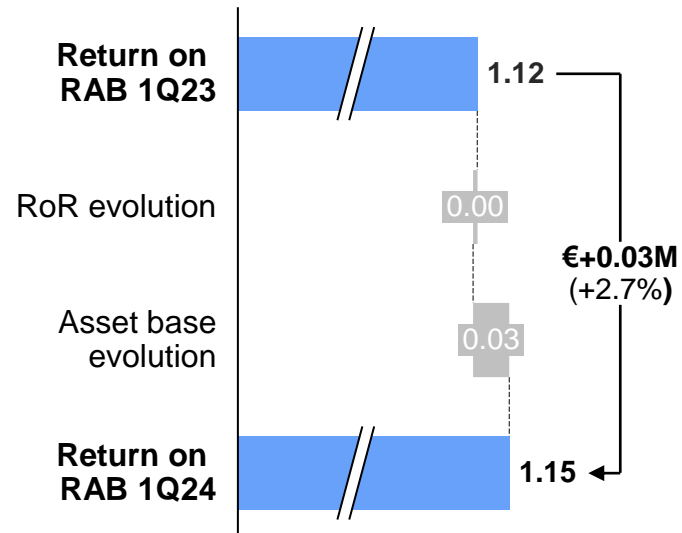 Return on
RAB 1Q23
1.12
RoR evolution
0.00
€+0.03M
(+2.7%)
Asset base
evolution
0.03
Return on
RAB 1Q24
1.15